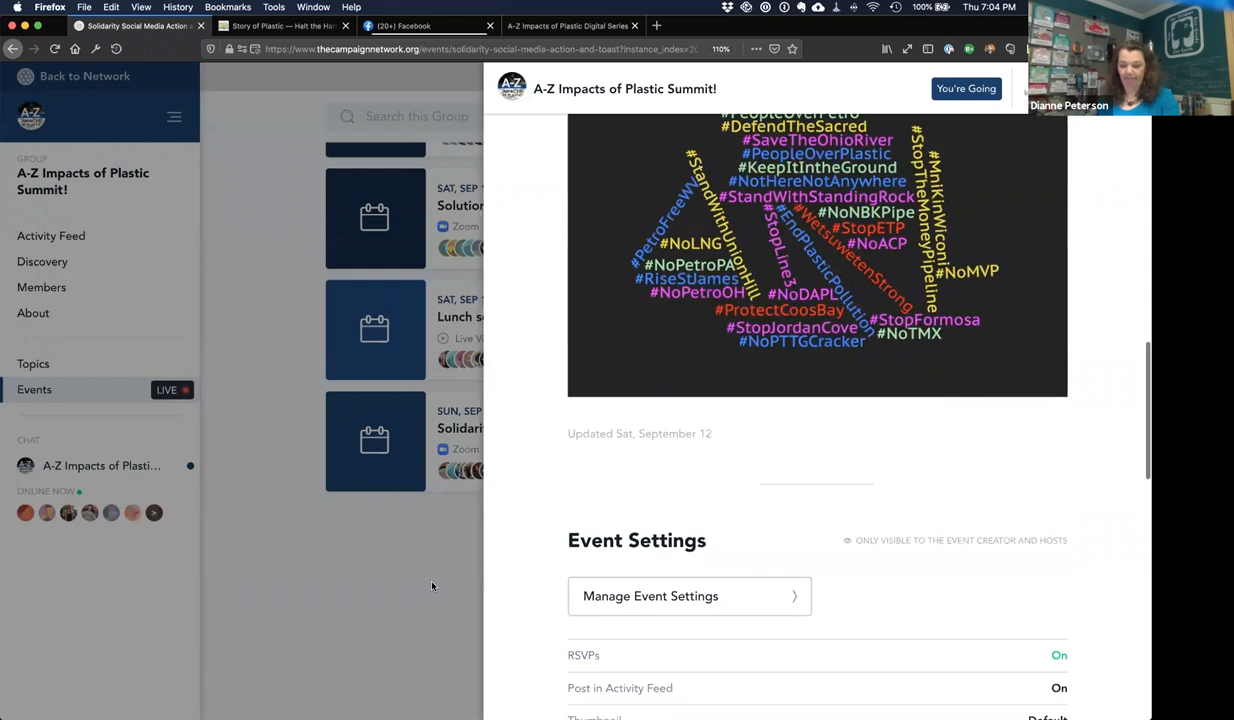 Firefox File Edit View History Bookmarks Tools Window Help 100% Thu 7:04 PM
Solidarity Social Media Action a Story of Plastic — Halt the Har (20+) Facebook A-Z Impacts of Plastic Digital Series
https://www.thecampaignnetwork.org/events/solidarity-social-media-action-and-toast?instance_index=20 110%
Dianne Peterson
Back to Network
A-Z Impacts of Plastic Summit!
You're Going
Search this Group
GROUP
A-Z Impacts of Plastic
Summit!
Activity Feed
Discovery
Members
About
Topics
Events LIVE
CHAT
A-Z Impacts of Plasti...
ONLINE NOW
SAT, SEP 1
Solution
Zoom
SAT, SEP 1
Lunch s
Live Vi
SUN, SEP
Solidari
Zoom
#PeopleOverPetro
#DefendTheSacred
#SaveTheOhioRiver
#PeopleOverPlastic
#KeepItIntheGround
#NotHereNotAnywhere
#StandWithStandingRock
#NoNBKPipe
#StopETP
#NoACP
#PetroFreeWV
#StandWithUnionHill
#StopLine3
#EndPlasticPollution
#WetsuwetenStrong
#StopTheMoneyPipeline
#MniKinWiconi
#NoMVP
#NoLNG
#NoPetroPA
#RiseStJames
#NoPetroOH
#NoDAPL
#ProtectCoosBay
#StopFormosa
#StopJordanCove
#NoTMX
#NoPTTGCracker
Updated Sat, September 12
Event Settings
ONLY VISIBLE TO THE EVENT CREATOR AND HOSTS
Manage Event Settings
RSVPs On
Post in Activity Feed On
Thumbnail Default